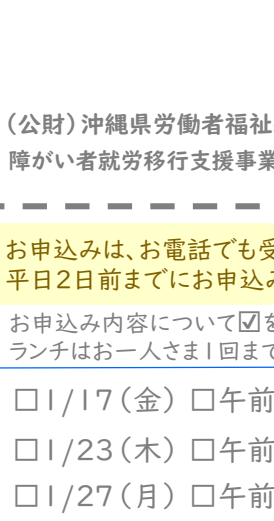 (公財)沖縄県労働者福祉
障がい者就労移行支援事業
お申込みは、お電話でも受
平日2日前までにお申込み
お申込み内容について☑を
ランチはお一人さま1回まで
□1/17(金) □午前
□1/23(木) □午前
□1/27(月) □午前